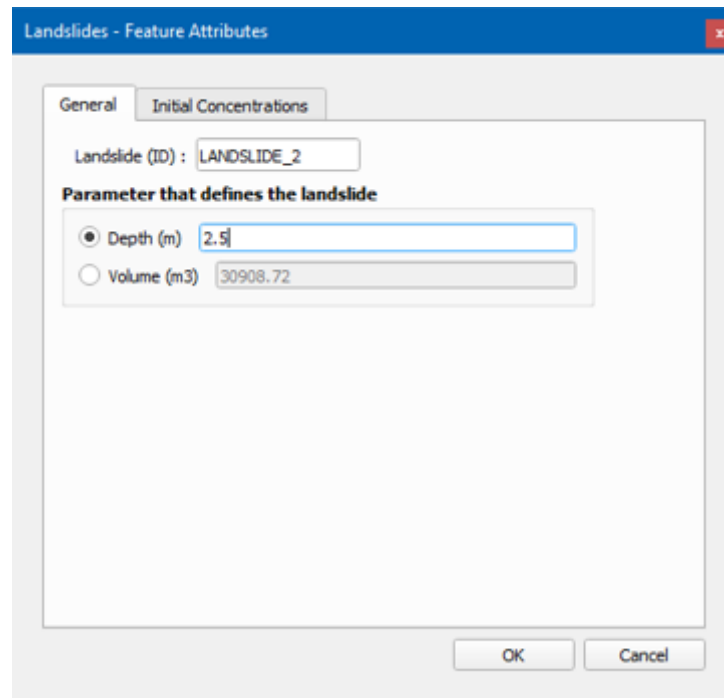 Landslides - Feature Attributes
x
General Initial Concentrations
Landslide (ID) : LANDSLIDE_2
Parameter that defines the landslide
Depth (m) 2.5
Volume (m3) 30908.72
OK Cancel